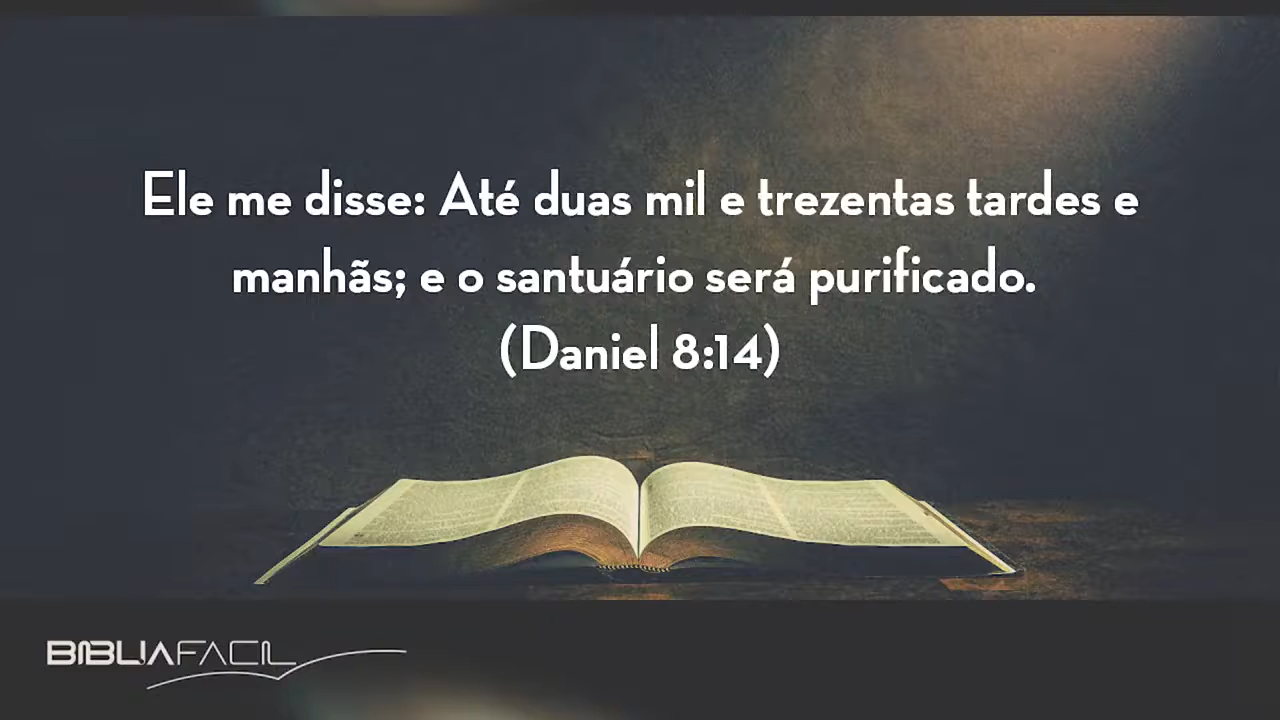 Ele me disse: Até duas mil e trezentas tardes e
manhãs; e o santuário será purificado.
(Daniel 8:14)
BIBLIAFACIL